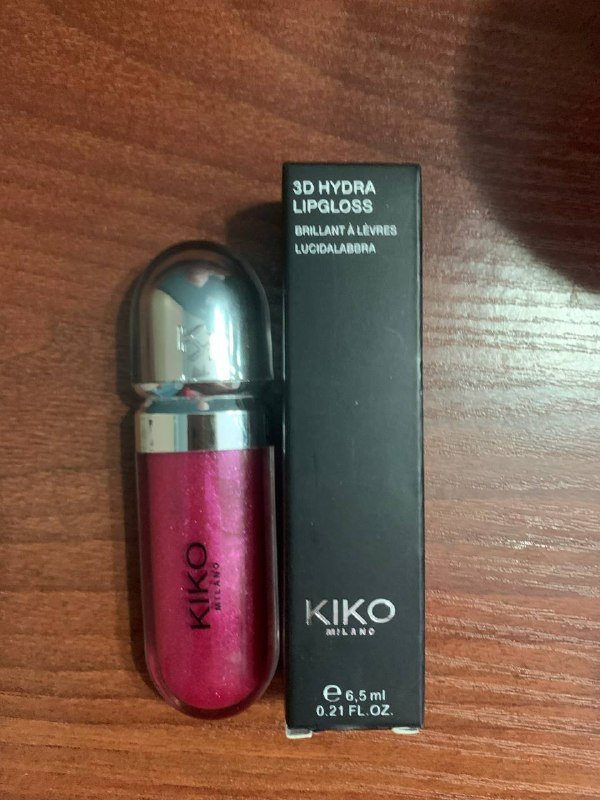 3D HYDRA
LIPGLOSS
BRILLANT À LÈVRES
LUCIDALABBRA
KIKO
MILANO
KIKO
MILANO
℮ 6,5 ml
0.21 FL.OZ.